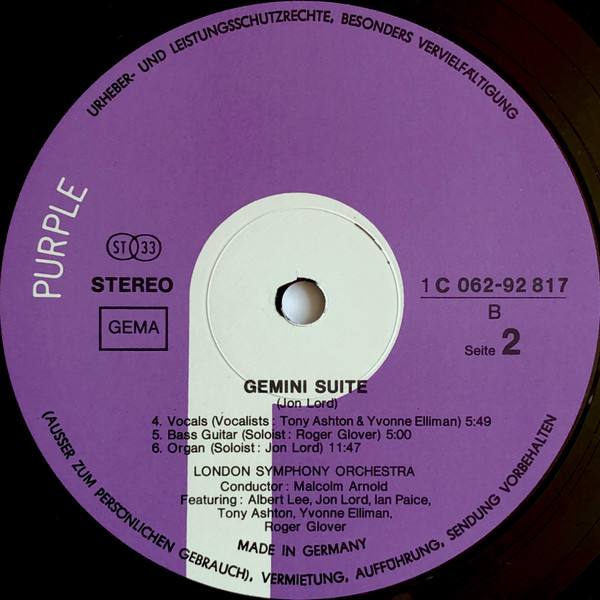 URHEBER- UND LEISTUNGSSCHUTZRECHTE, BESONDERS VERVIELFÄLTIGUNG
PURPLE
ST 33
STEREO
GEMA
1 C 062-92 817
B
Seite 2
GEMINI SUITE
(Jon Lord)
4. Vocals (Vocalists: Tony Ashton & Yvonne Elliman) 5:49
5. Bass Guitar (Soloist: Roger Glover) 5:00
6. Organ (Soloist: Jon Lord) 11:47
LONDON SYMPHONY ORCHESTRA
Conductor: Malcolm Arnold
Featuring: Albert Lee, Jon Lord, Ian Paice,
Tony Ashton, Yvonne Elliman,
Roger Glover
MADE IN GERMANY
(AUSSER ZUM PERSÖNLICHEN GEBRAUCH), VERMIETUNG, AUFFÜHRUNG, SENDUNG VORBEHALTEN